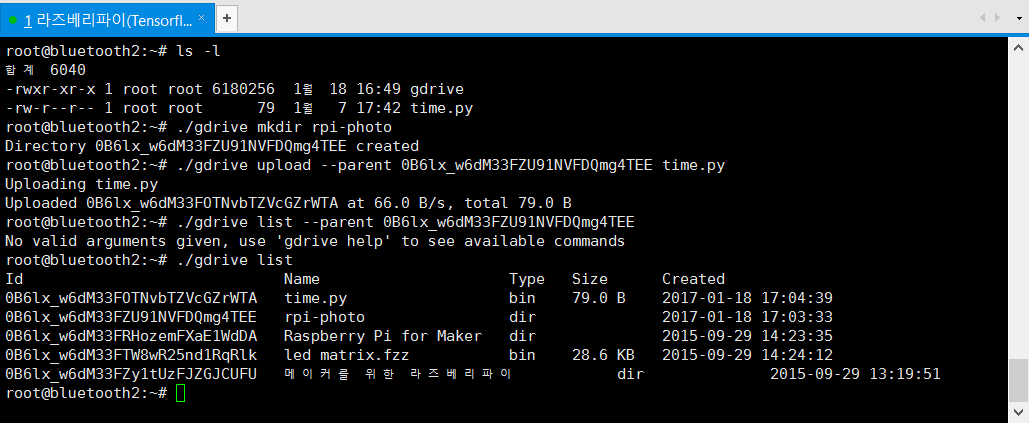 1 라즈베리파이(Tensorfl... × +
root@bluetooth2:~# ls -l
합계 6040
-rwxr-xr-x 1 root root 6180256 1월 18 16:49 gdrive
-rw-r--r-- 1 root root 79 1월 7 17:42 time.py
root@bluetooth2:~# ./gdrive mkdir rpi-photo
Directory 0B6lx_w6dM33FZU91NVFDQmg4TEE created
root@bluetooth2:~# ./gdrive upload --parent 0B6lx_w6dM33FZU91NVFDQmg4TEE time.py
Uploading time.py
Uploaded 0B6lx_w6dM33FOTNvbTZVcGZrWTA at 66.0 B/s, total 79.0 B
root@bluetooth2:~# ./gdrive list --parent 0B6lx_w6dM33FZU91NVFDQmg4TEE
No valid arguments given, use 'gdrive help' to see available commands
root@bluetooth2:~# ./gdrive list
Id Name Type Size Created
0B6lx_w6dM33FOTNvbTZVcGZrWTA time.py bin 79.0 B 2017-01-18 17:04:39
0B6lx_w6dM33FZU91NVFDQmg4TEE rpi-photo dir 2017-01-18 17:03:33
0B6lx_w6dM33FRHozemFXaE1WdDA Raspberry Pi for Maker dir 2015-09-29 14:23:35
0B6lx_w6dM33FTW8wR25nd1RqRlk led matrix.fzz bin 28.6 KB 2015-09-29 14:24:12
0B6lx_w6dM33FZy1tUzFJZGJCUFU 메이커를 위한 라즈베리파이 dir 2015-09-29 13:19:51
root@bluetooth2:~#